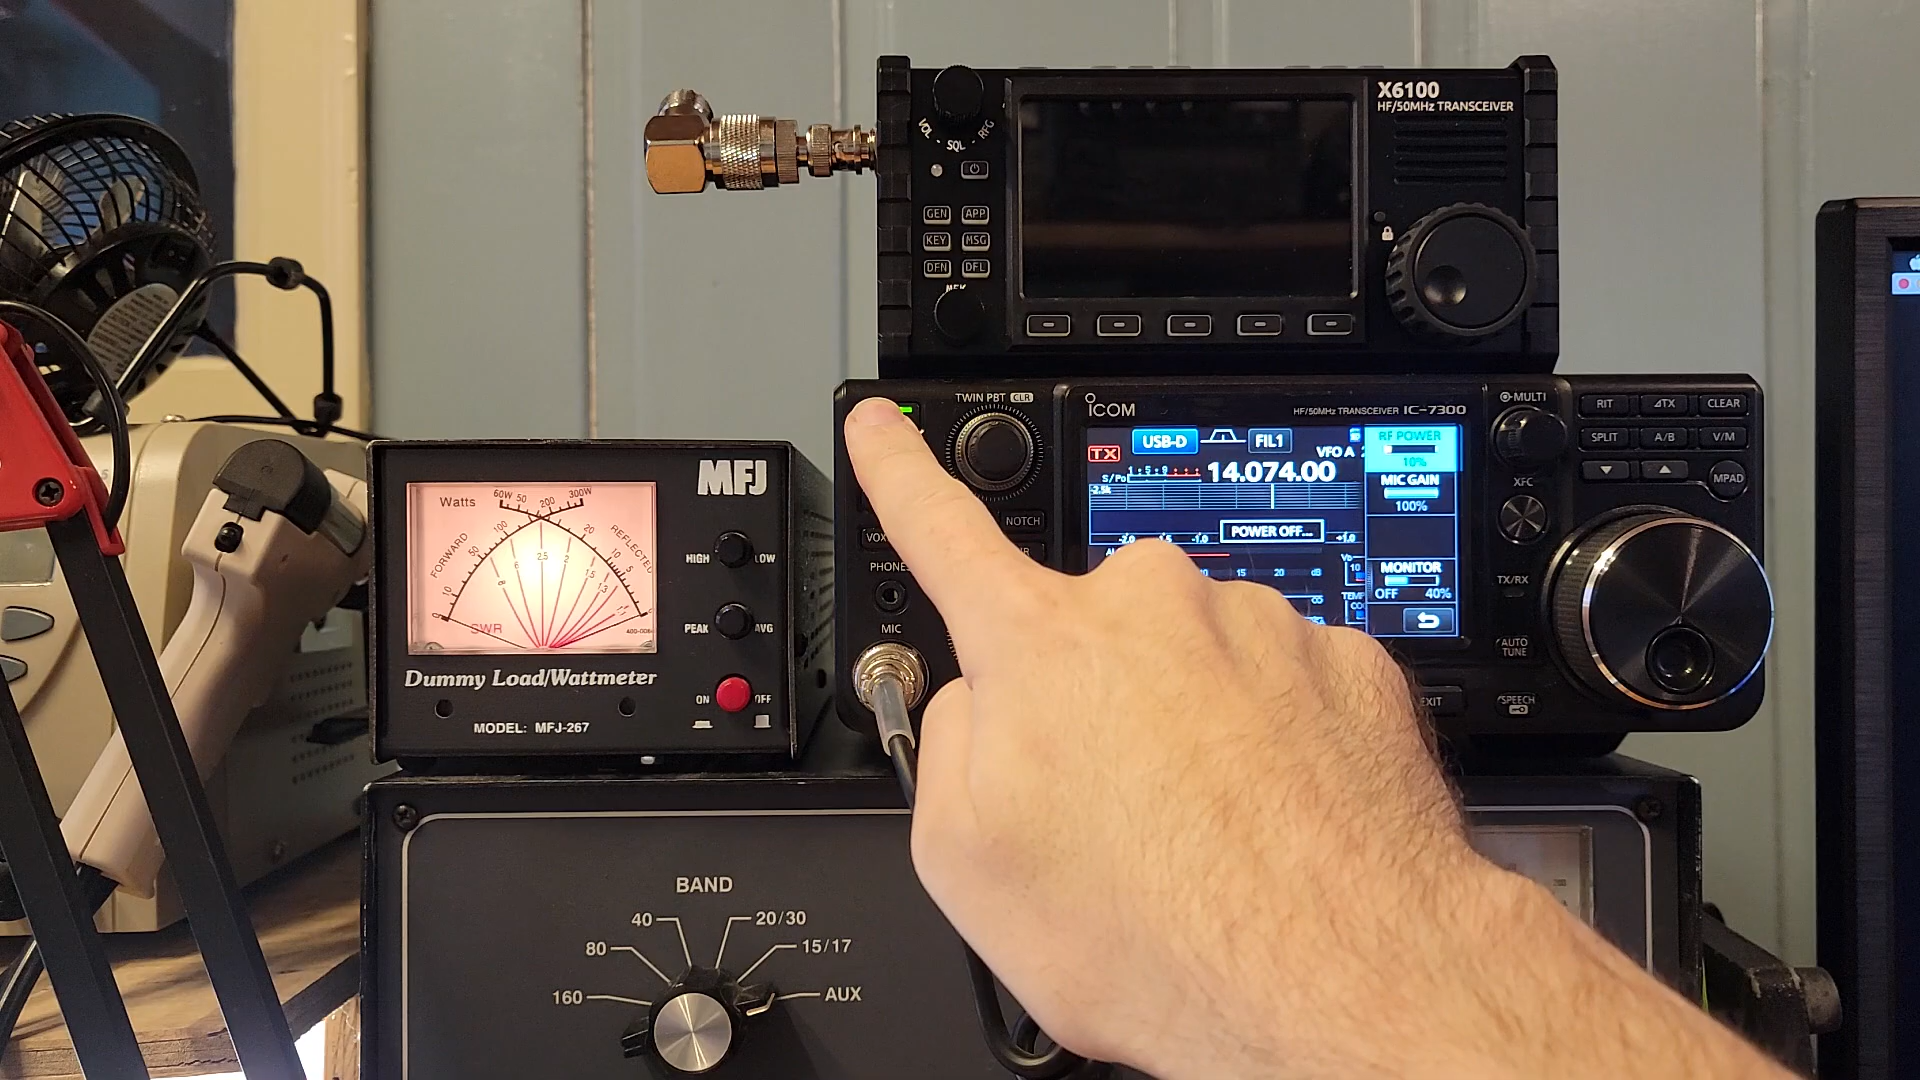 X6100
HF/50MHz TRANSCEIVER
VOL
SQL
RFG
GEN
APP
KEY
MSG
DFN
DFL
TWIN PBT CLR
ICOM
HF/50MHz TRANSCEIVER IC-7300
MULTI
RIT
⊿TX
CLEAR
SPLIT
A/B
V/M
MPAD
XFC
TX/RX
AUTO
TUNE
SPEECH
EXIT
NOTCH
VOX
PHONES
MIC
TX
USB-D
FIL1
VFO A
14.074.00
POWER OFF...
RF POWER
10%
MIC GAIN
100%
MONITOR
OFF 40%
15 20 dB
MFJ
Watts
60W 50 200 300W
FORWARD
REFLECTED
SWR
HIGH
LOW
PEAK
AVG
ON
OFF
Dummy Load/Wattmeter
MODEL: MFJ-267
BAND
40
20/30
80
15/17
160
AUX